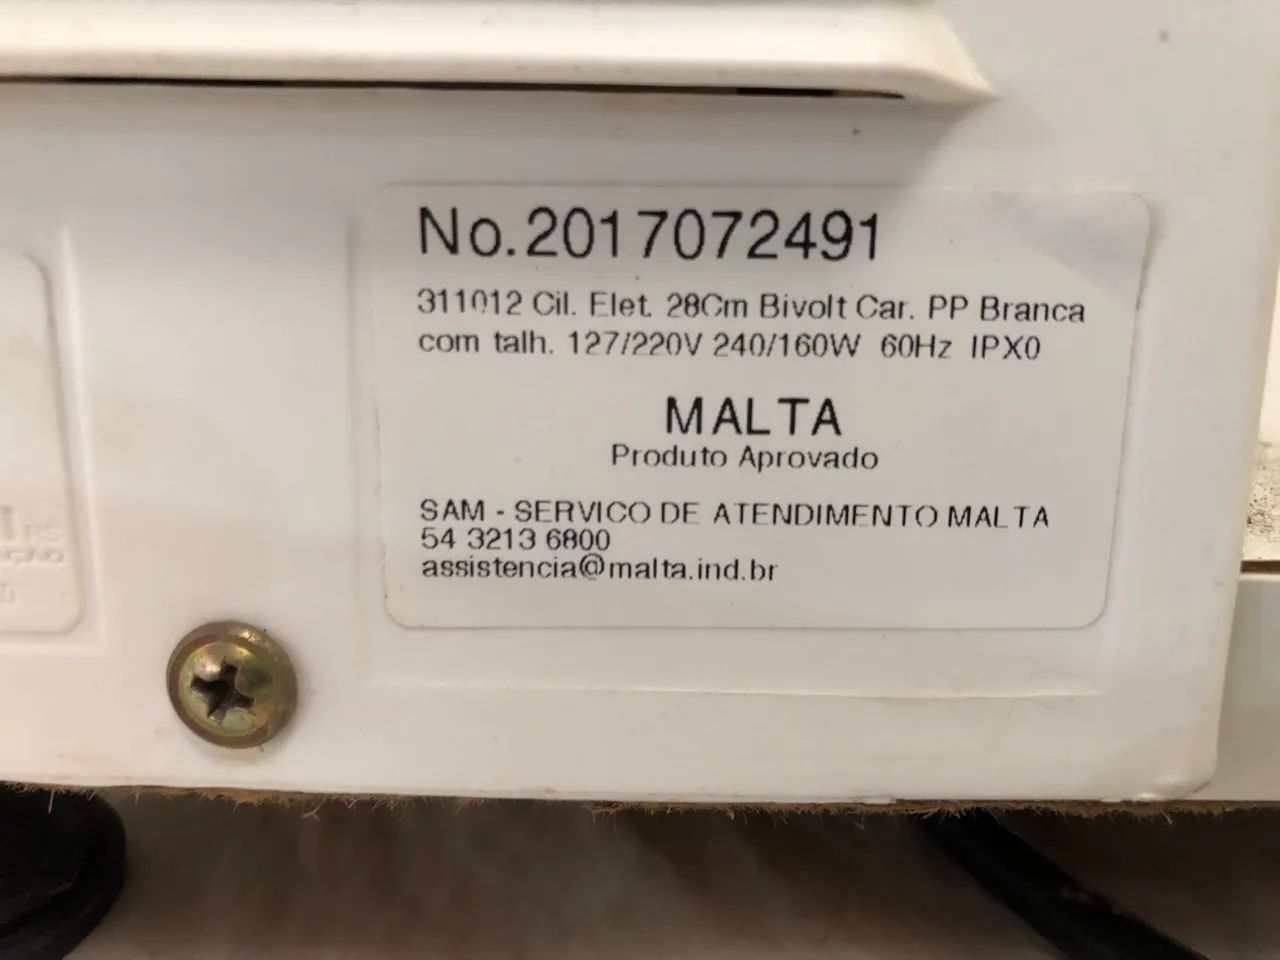 No.2017072491
311012 Cil. Elet. 28Cm Bivolt Car. PP Branca
com talh. 127/220V 240/160W 60Hz IPX0
MALTA
Produto Aprovado
SAM - SERVICO DE ATENDIMENTO MALTA
54 3213 6800
assistencia@malta.ind.br